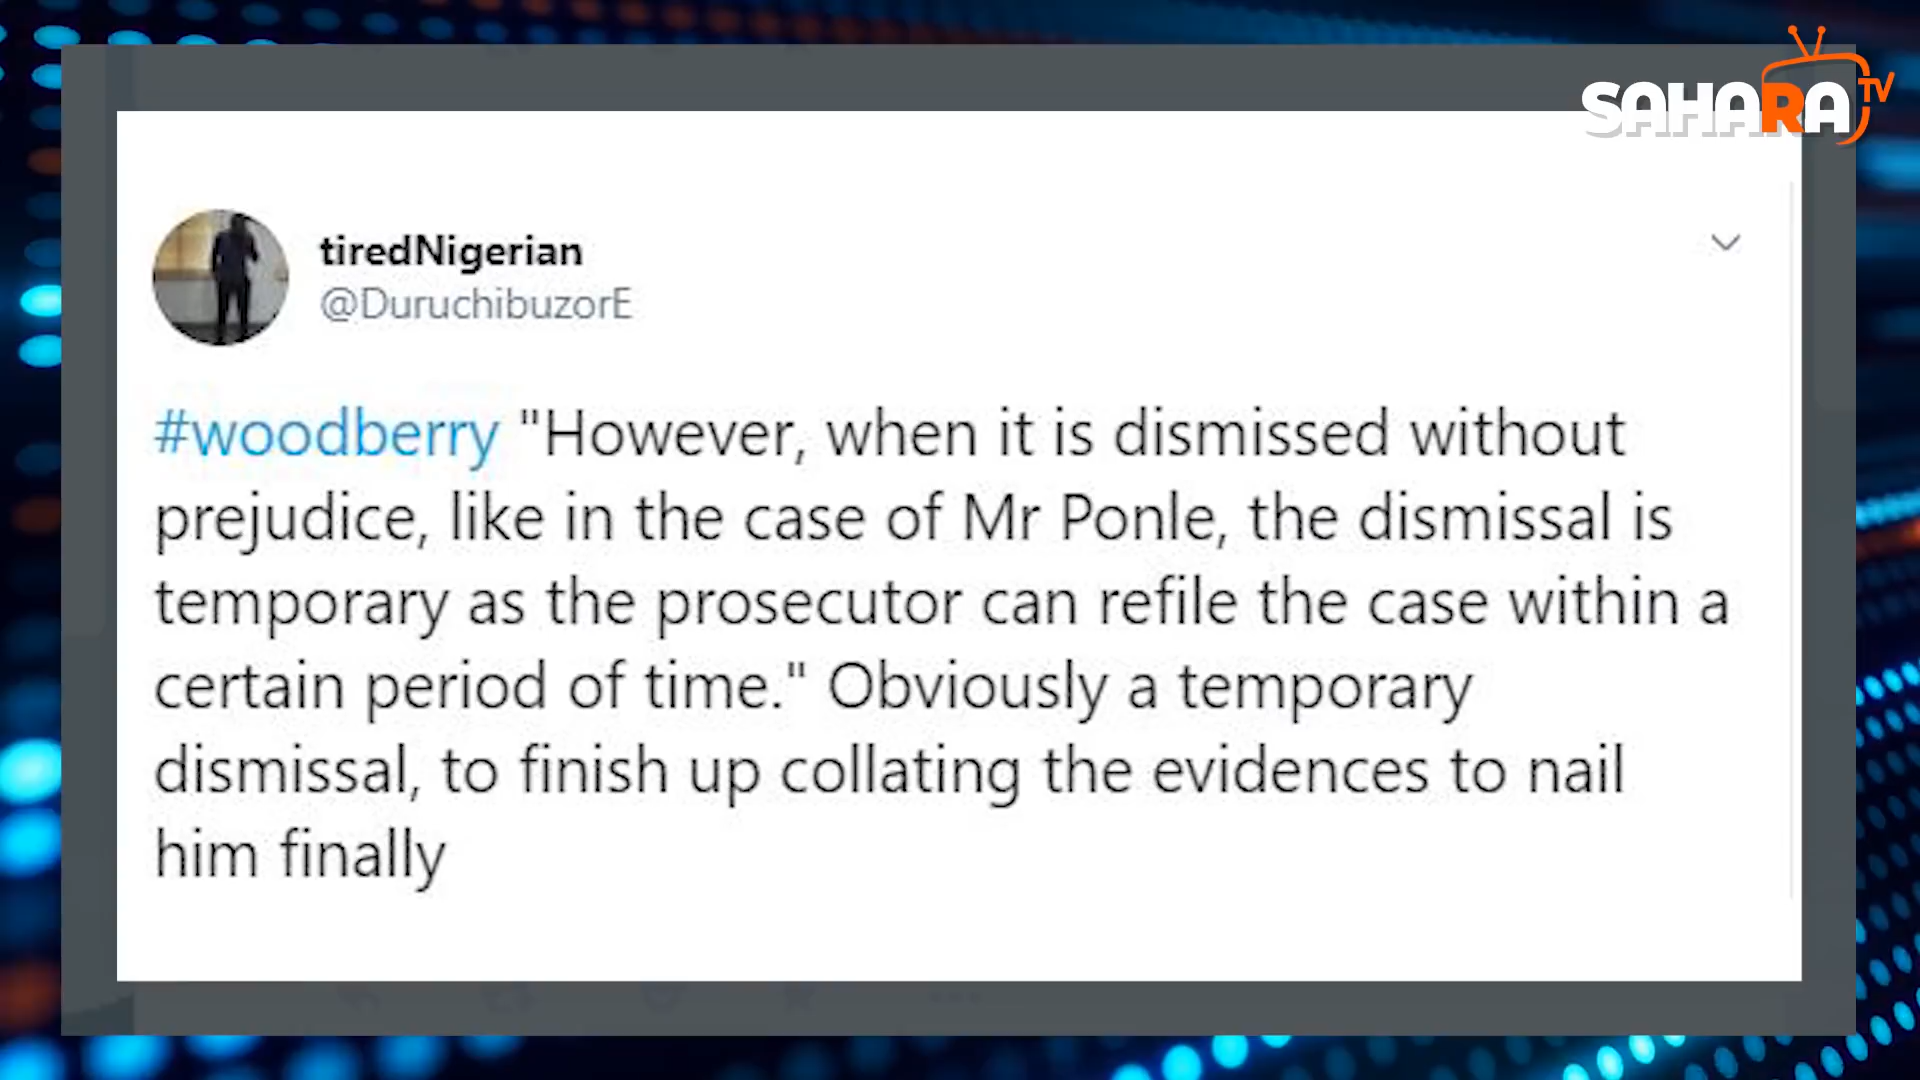 SAHARA TV
tiredNigerian
@DuruchibuzorE
#woodberry "However, when it is dismissed without
prejudice, like in the case of Mr Ponle, the dismissal is
temporary as the prosecutor can refile the case within a
certain period of time." Obviously a temporary
dismissal, to finish up collating the evidences to nail
him finally